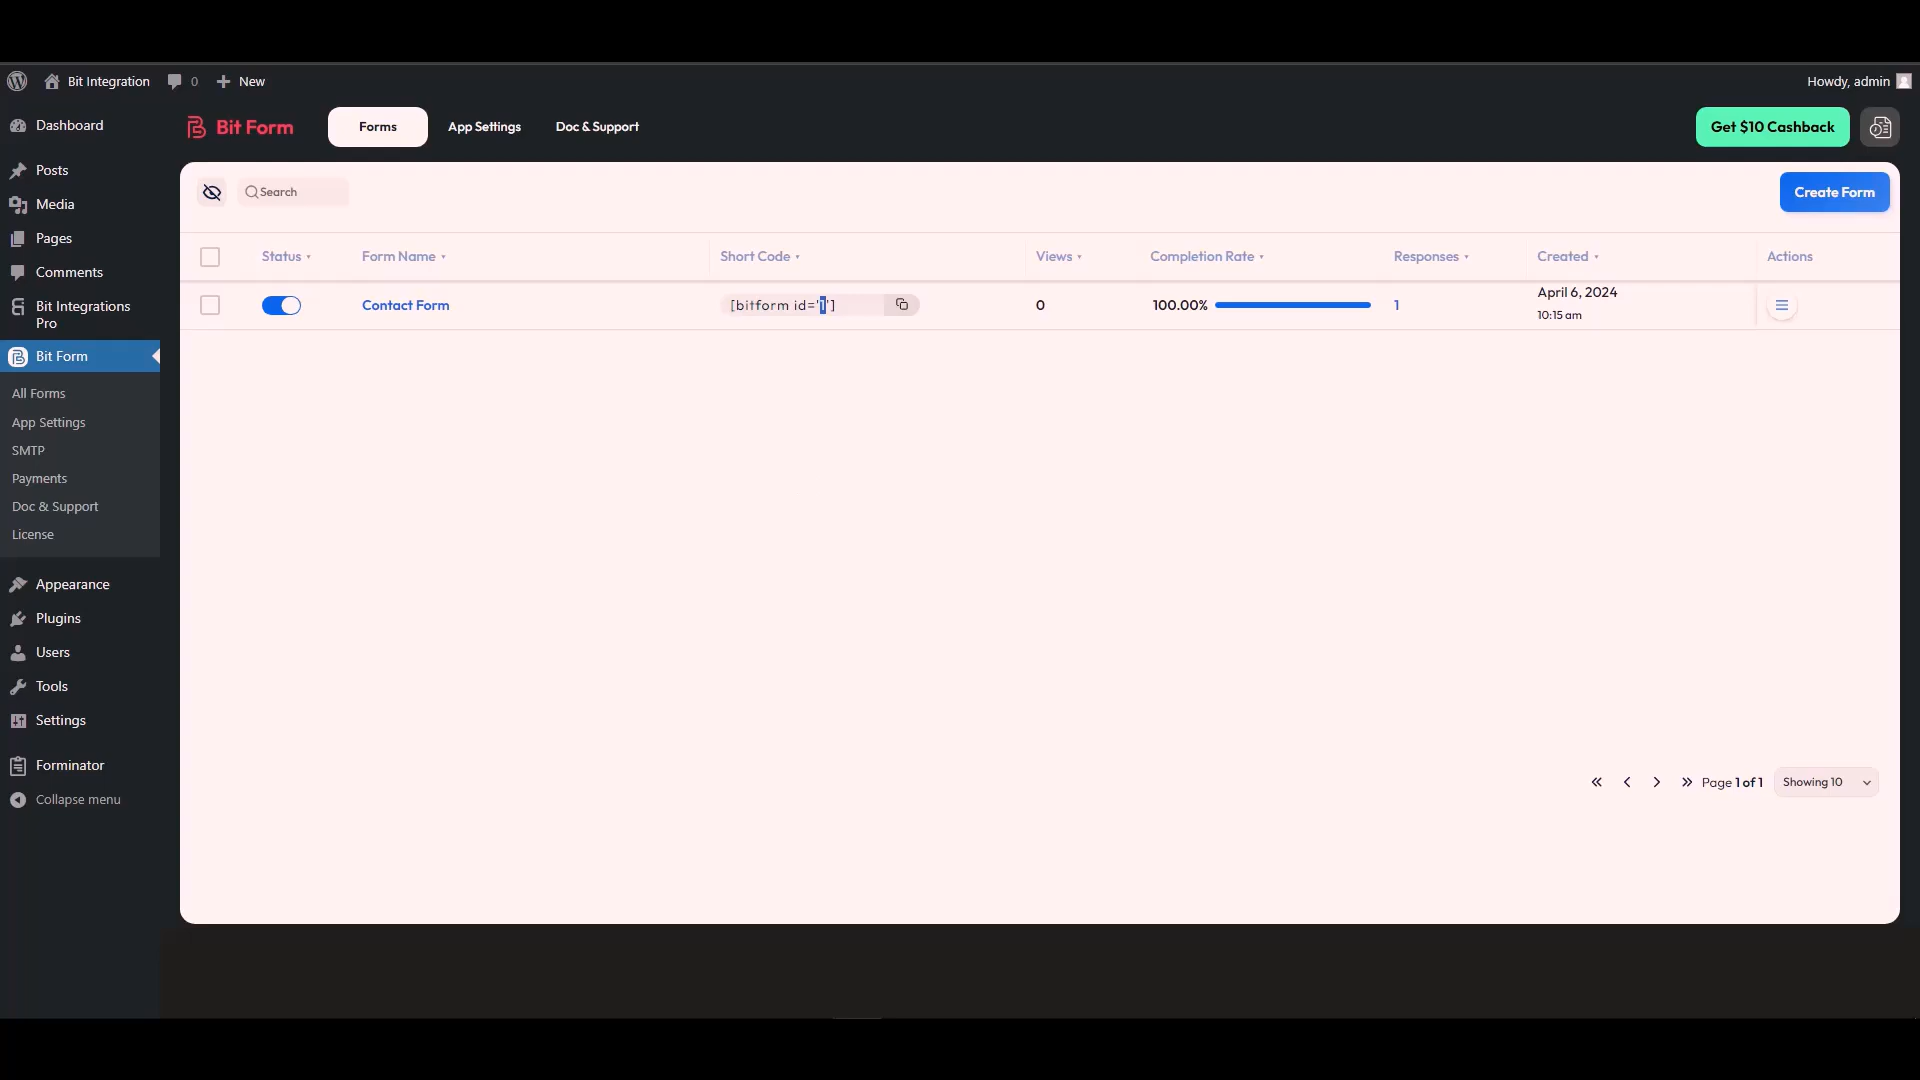 Bit Integration
0
New
Howdy, admin
Dashboard
Posts
Media
Pages
Comments
Bit Integrations
Pro
Bit Form
All Forms
App Settings
SMTP
Payments
Doc & Support
License
Appearance
Plugins
Users
Tools
Settings
Forminator
Collapse menu
Bit Form
Forms
App Settings
Doc & Support
Get $10 Cashback
Search
Create Form
Status
Form Name
Short Code
Views
Completion Rate
Responses
Created
Actions
Contact Form
[bitform id='1']
0
100.00%
1
April 6, 2024
10:15 am
Page 1 of 1
Showing 10